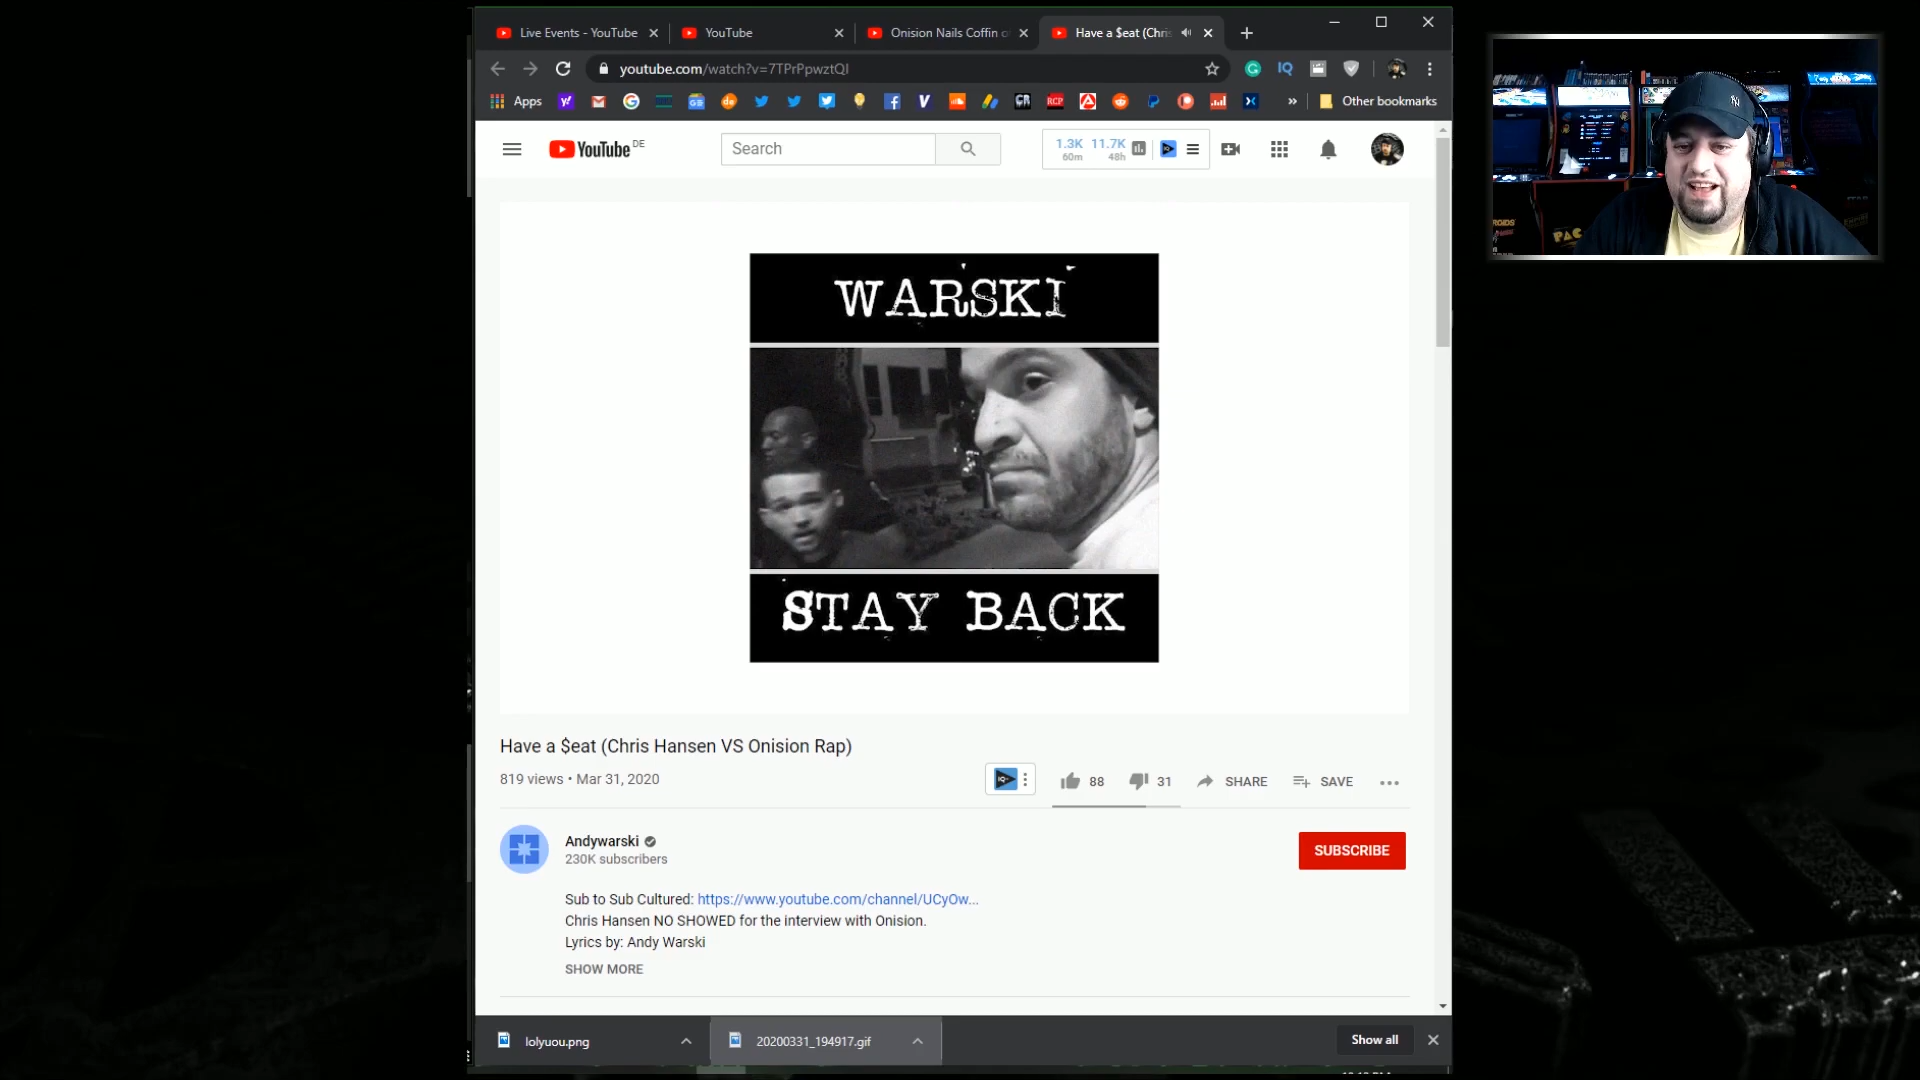 Live Events - YouTube
YouTube
Onision Nails Coffin
Have a $eat (Chris
youtube.com/watch?v=7TPrPpwztQI
Apps
Other bookmarks
YouTube DE
Search
1.3K 11.7K
60m 48h
WARSKI
STAY BACK
Have a $eat (Chris Hansen VS Onision Rap)
819 views • Mar 31, 2020
88
31
SHARE
SAVE
Andywarski
230K subscribers
SUBSCRIBE
Sub to Sub Cultured: https://www.youtube.com/channel/UCyOw...
Chris Hansen NO SHOWED for the interview with Onision.
Lyrics by: Andy Warski
SHOW MORE
lolyuou.png
20200331_194917.gif
Show all